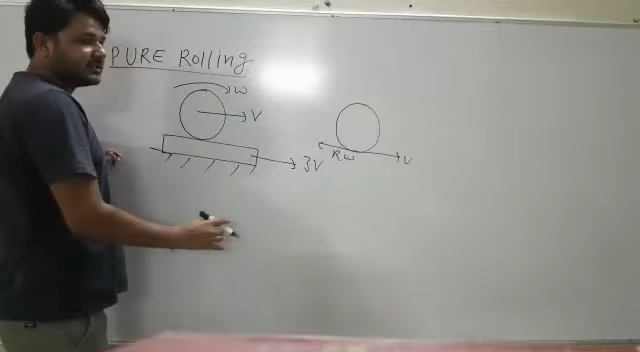 PURE Rolling
ω
V
3V
Rω
V